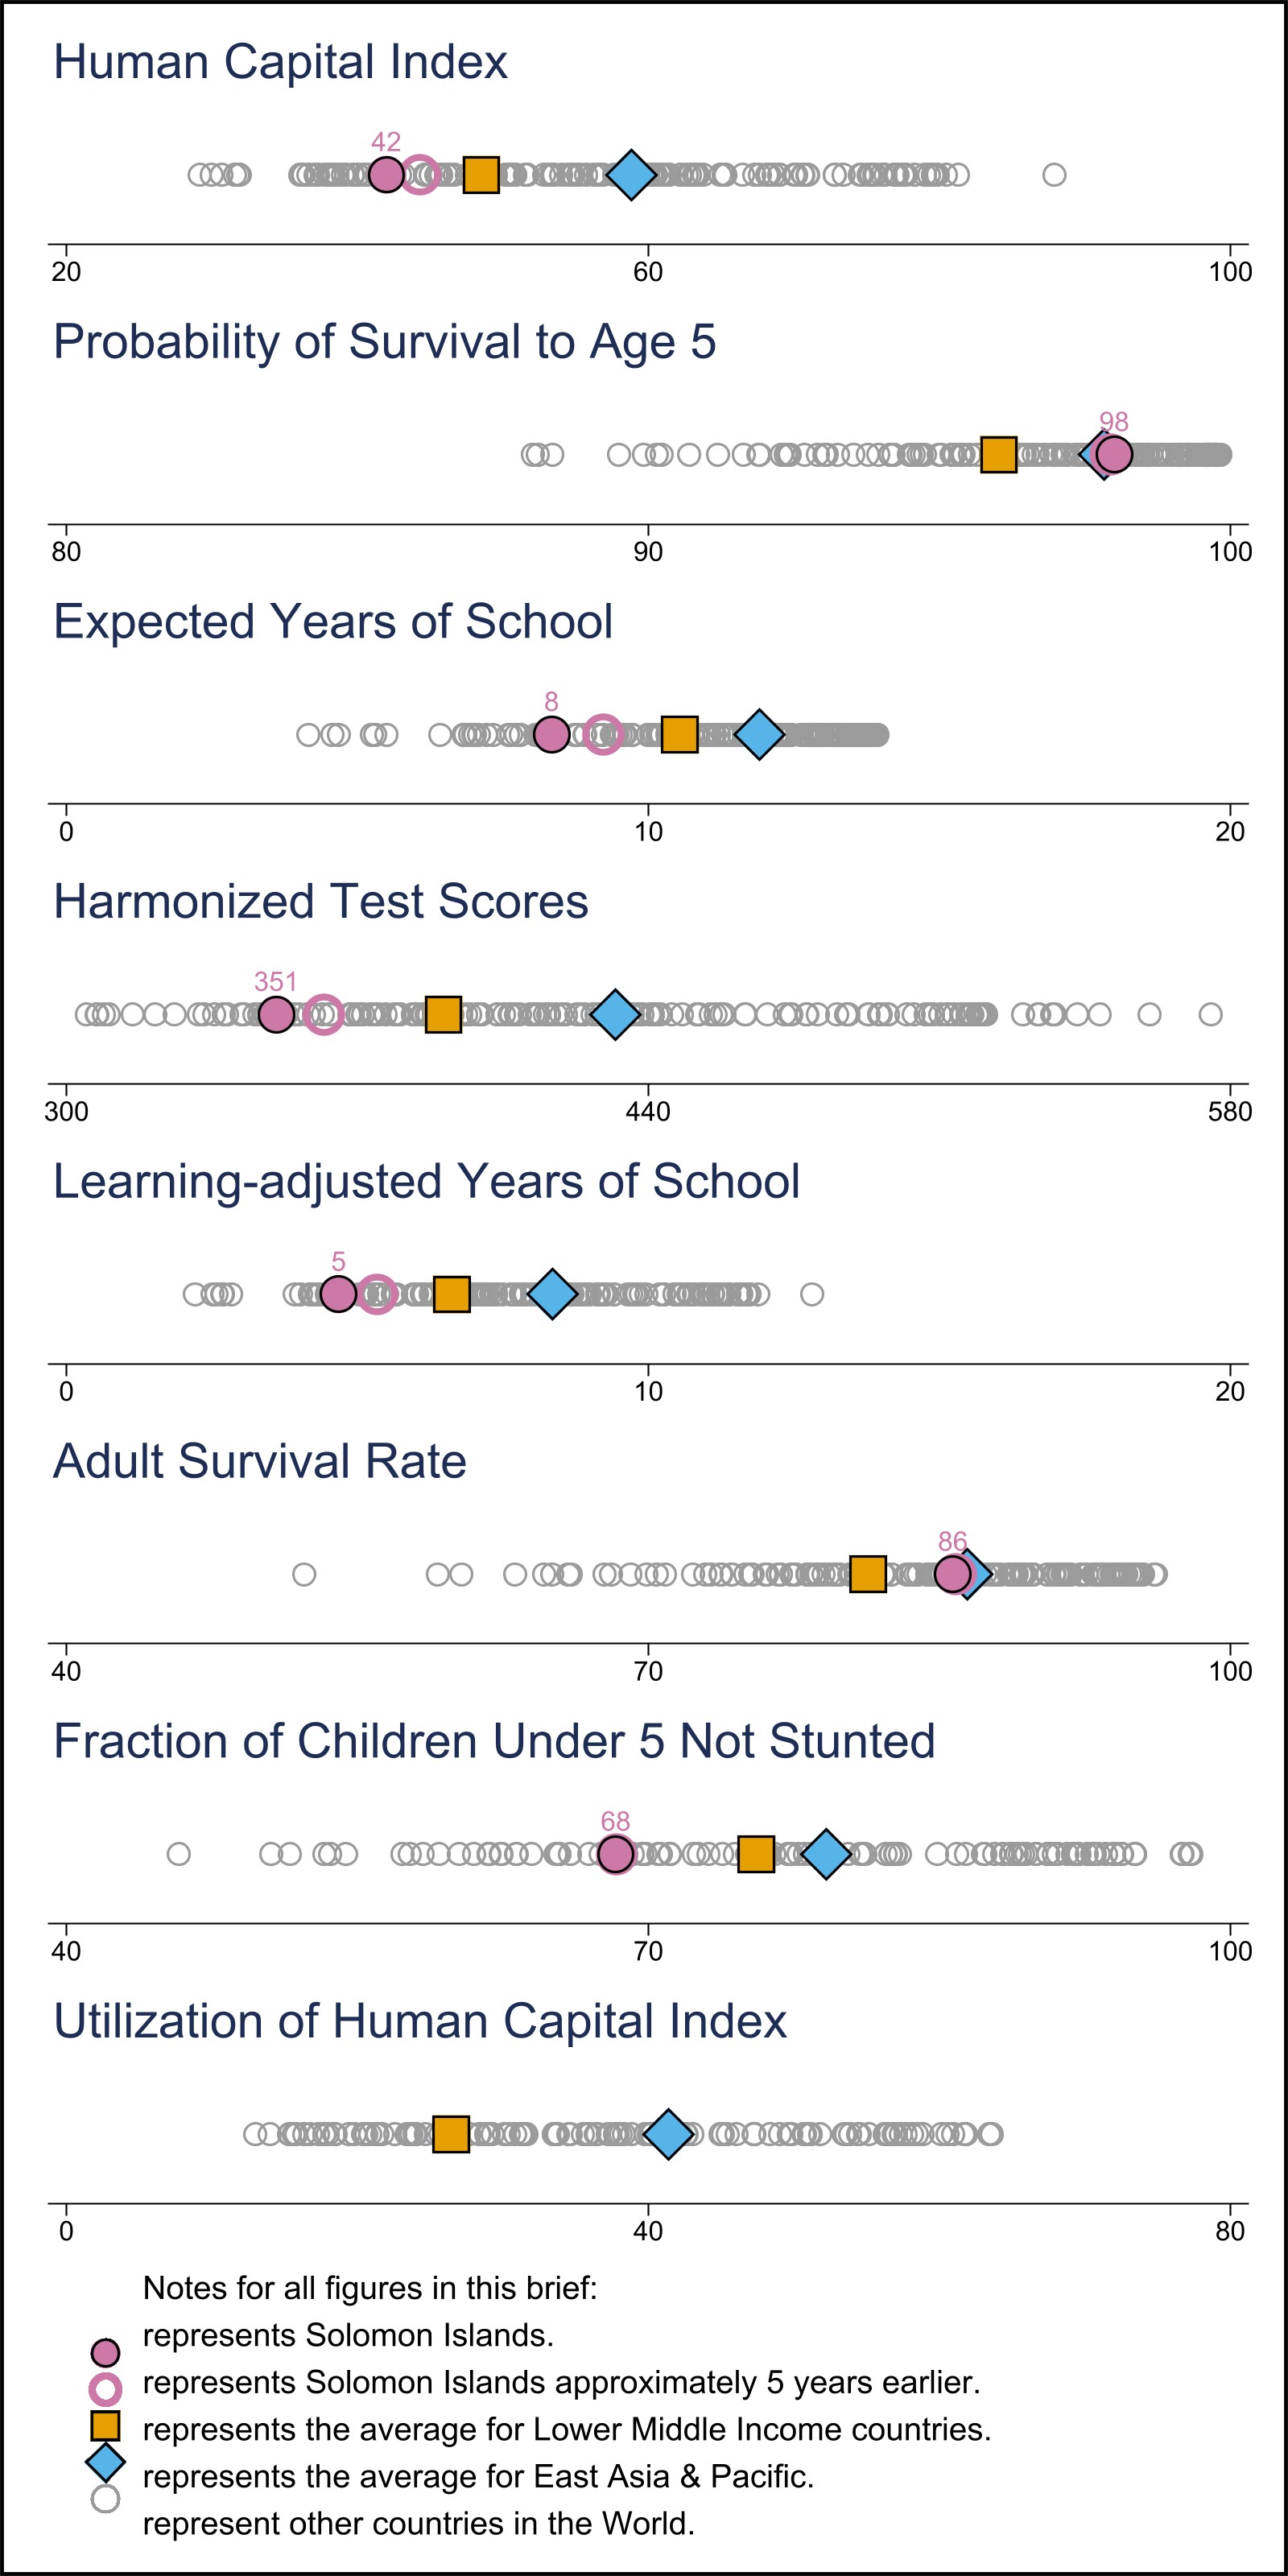 Human Capital Index
42
20 60 100
Probability of Survival to Age 5
98
80 90 100
Expected Years of School
8
0 10 20
Harmonized Test Scores
351
300 440 580
Learning-adjusted Years of School
5
0 10 20
Adult Survival Rate
86
40 70 100
Fraction of Children Under 5 Not Stunted
68
40 70 100
Utilization of Human Capital Index
0 40 80
Notes for all figures in this brief:
represents Solomon Islands.
represents Solomon Islands approximately 5 years earlier.
represents the average for Lower Middle Income countries.
represents the average for East Asia & Pacific.
represent other countries in the World.